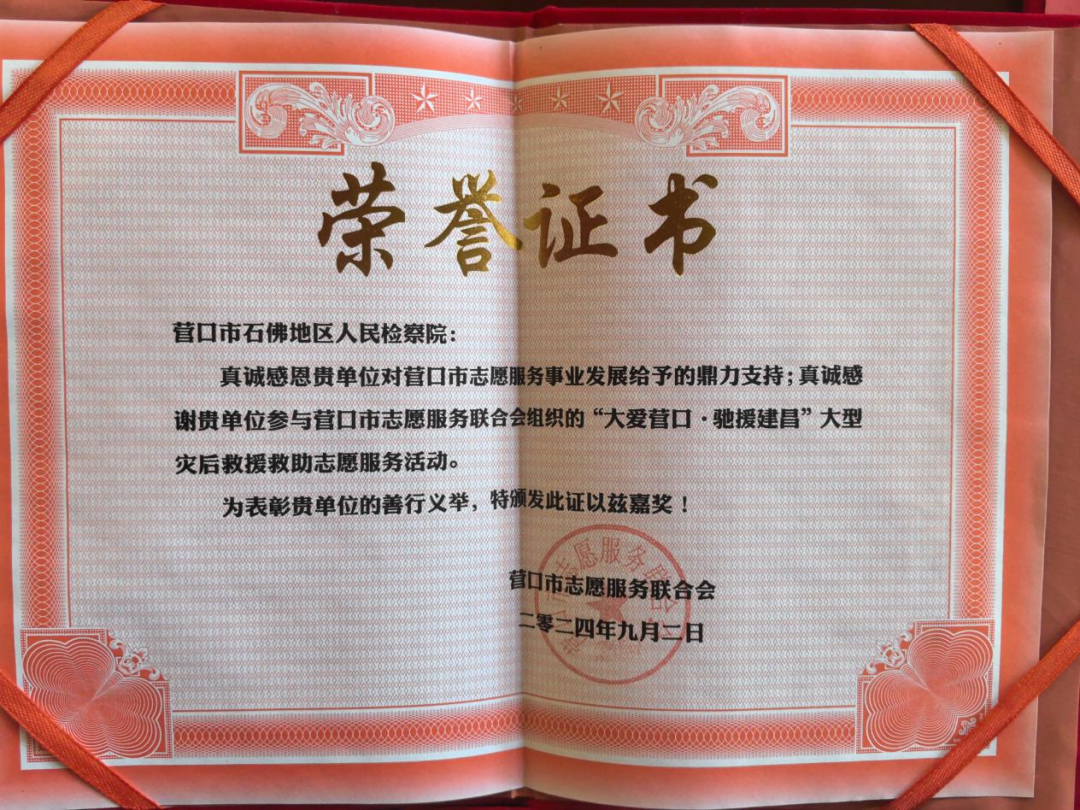 荣誉证书
营口市石佛地区人民检察院：
真诚感恩贵单位对营口市志愿服务事业发展给予的鼎力支持；真诚感
谢贵单位参与营口市志愿服务联合会组织的“大爱营口·驰援建昌”大型
灾后救援救助志愿服务活动。
为表彰贵单位的善行义举，特颁发此证以兹嘉奖！
营口市志愿服务联合会
二零二四年九月二日